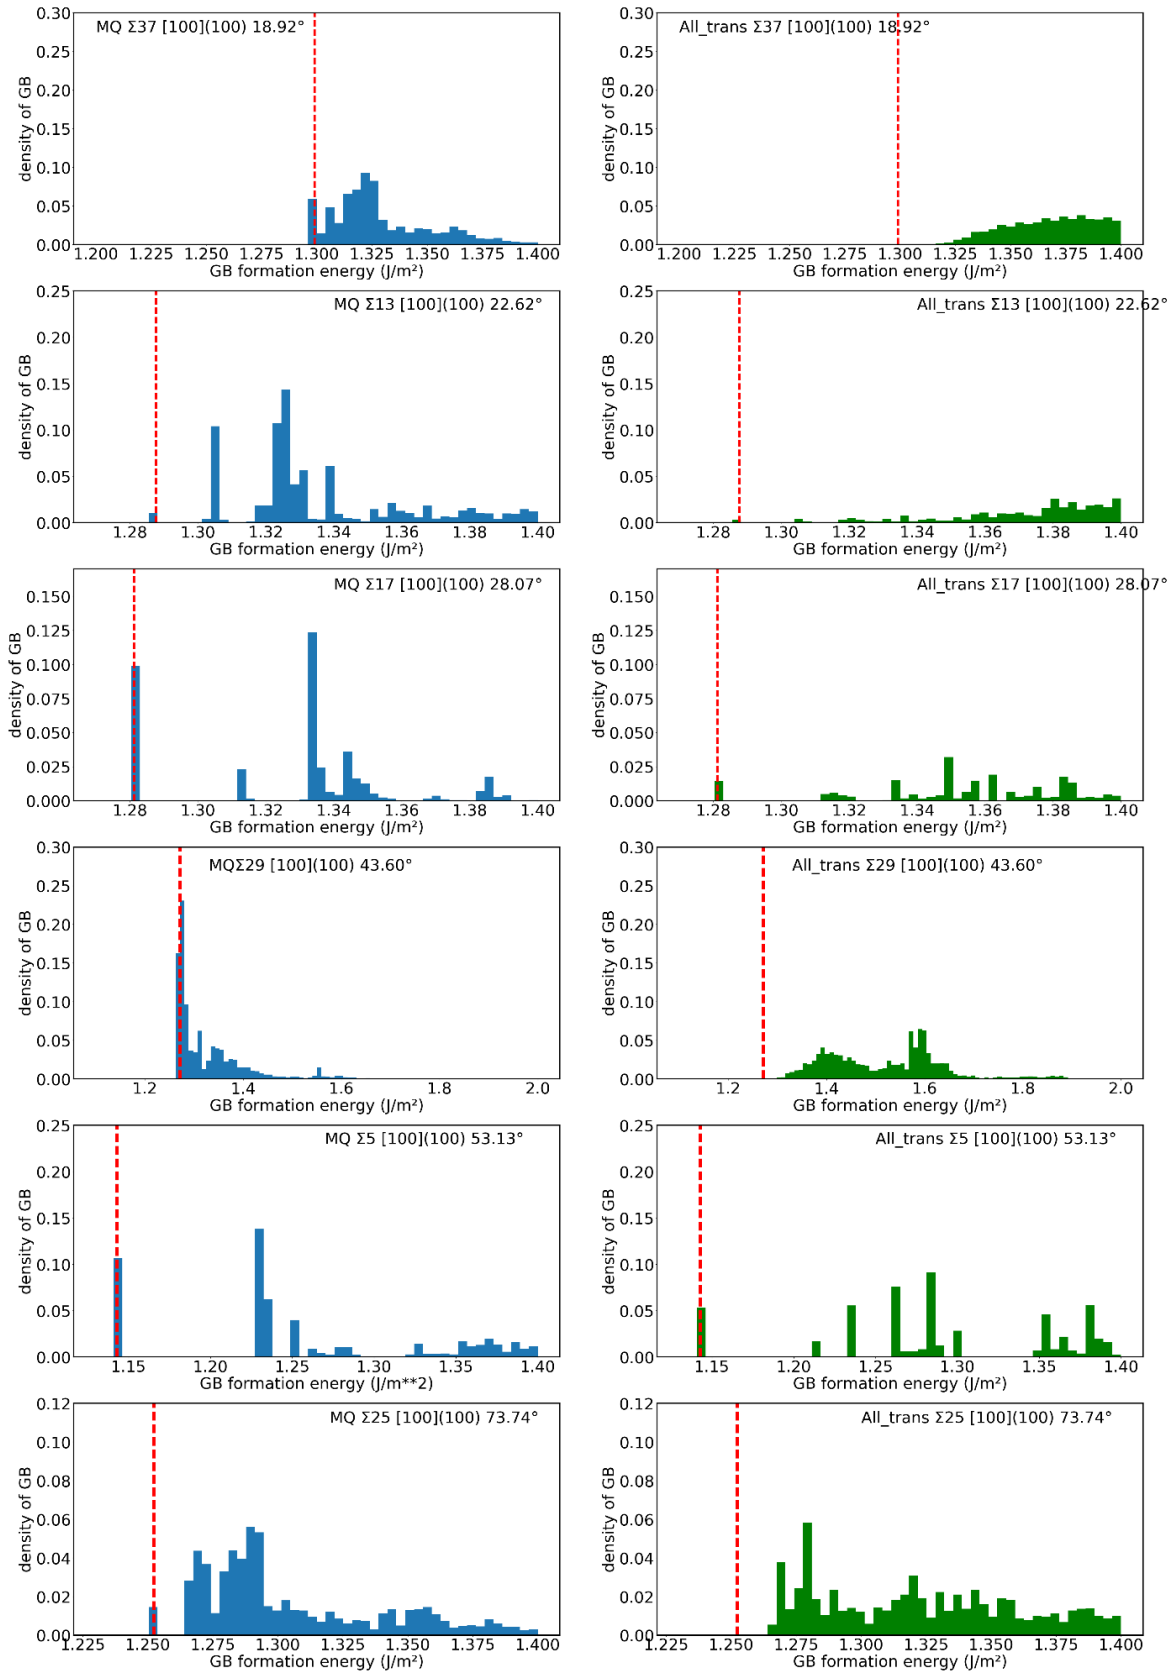 MQ Σ37 [100](100) 18.92°
density of GB
0.30
0.25
0.20
0.15
0.10
0.05
0.00
1.200 1.225 1.250 1.275 1.300 1.325 1.350 1.375 1.400
GB formation energy (J/m²)
All_trans Σ37 [100](100) 18.92°
density of GB
0.30
0.25
0.20
0.15
0.10
0.05
0.00
1.200 1.225 1.250 1.275 1.300 1.325 1.350 1.375 1.400
GB formation energy (J/m²)
MQ Σ13 [100](100) 22.62°
density of GB
0.25
0.20
0.15
0.10
0.05
0.00
1.28 1.30 1.32 1.34 1.36 1.38 1.40
GB formation energy (J/m²)
All_trans Σ13 [100](100) 22.62°
density of GB
0.25
0.20
0.15
0.10
0.05
0.00
1.28 1.30 1.32 1.34 1.36 1.38 1.40
GB formation energy (J/m²)
MQ Σ17 [100](100) 28.07°
density of GB
0.150
0.125
0.100
0.075
0.050
0.025
0.000
1.28 1.30 1.32 1.34 1.36 1.38 1.40
GB formation energy (J/m²)
All_trans Σ17 [100](100) 28.07°
density of GB
0.150
0.125
0.100
0.075
0.050
0.025
0.000
1.28 1.30 1.32 1.34 1.36 1.38 1.40
GB formation energy (J/m²)
MQΣ29 [100](100) 43.60°
density of GB
0.30
0.25
0.20
0.15
0.10
0.05
0.00
1.2 1.4 1.6 1.8 2.0
GB formation energy (J/m²)
All_trans Σ29 [100](100) 43.60°
density of GB
0.30
0.25
0.20
0.15
0.10
0.05
0.00
1.2 1.4 1.6 1.8 2.0
GB formation energy (J/m²)
MQ Σ5 [100](100) 53.13°
density of GB
0.25
0.20
0.15
0.10
0.05
0.00
1.15 1.20 1.25 1.30 1.35 1.40
GB formation energy (J/m**2)
All_trans Σ5 [100](100) 53.13°
density of GB
0.25
0.20
0.15
0.10
0.05
0.00
1.15 1.20 1.25 1.30 1.35 1.40
GB formation energy (J/m²)
MQ Σ25 [100](100) 73.74°
density of GB
0.12
0.10
0.08
0.06
0.04
0.02
0.00
1.225 1.250 1.275 1.300 1.325 1.350 1.375 1.400
GB formation energy (J/m²)
All_trans Σ25 [100](100) 73.74°
density of GB
0.12
0.10
0.08
0.06
0.04
0.02
0.00
1.225 1.250 1.275 1.300 1.325 1.350 1.375 1.400
GB formation energy (J/m²)